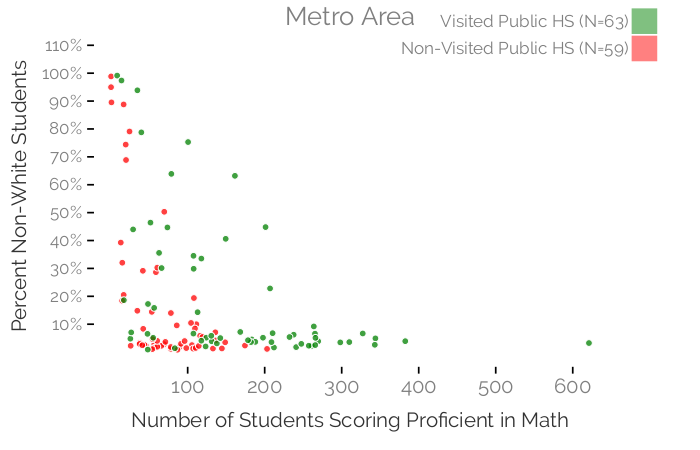 Metro Area
Visited Public HS (N=63)
Non-Visited Public HS (N=59)
Percent Non-White Students
110%
100%
90%
80%
70%
60%
50%
40%
30%
20%
10%
100 200 300 400 500 600
Number of Students Scoring Proficient in Math